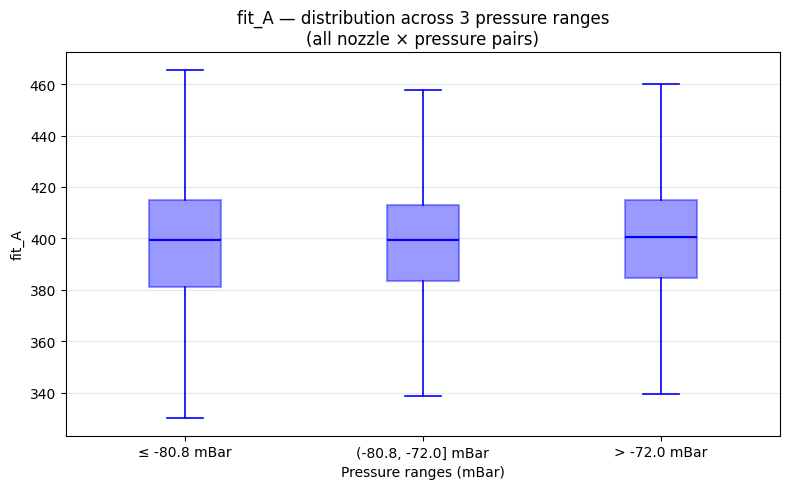 fit_A — distribution across 3 pressure ranges
(all nozzle × pressure pairs)
fit_A
460
440
420
400
380
360
340
≤ -80.8 mBar
(-80.8, -72.0] mBar
> -72.0 mBar
Pressure ranges (mBar)